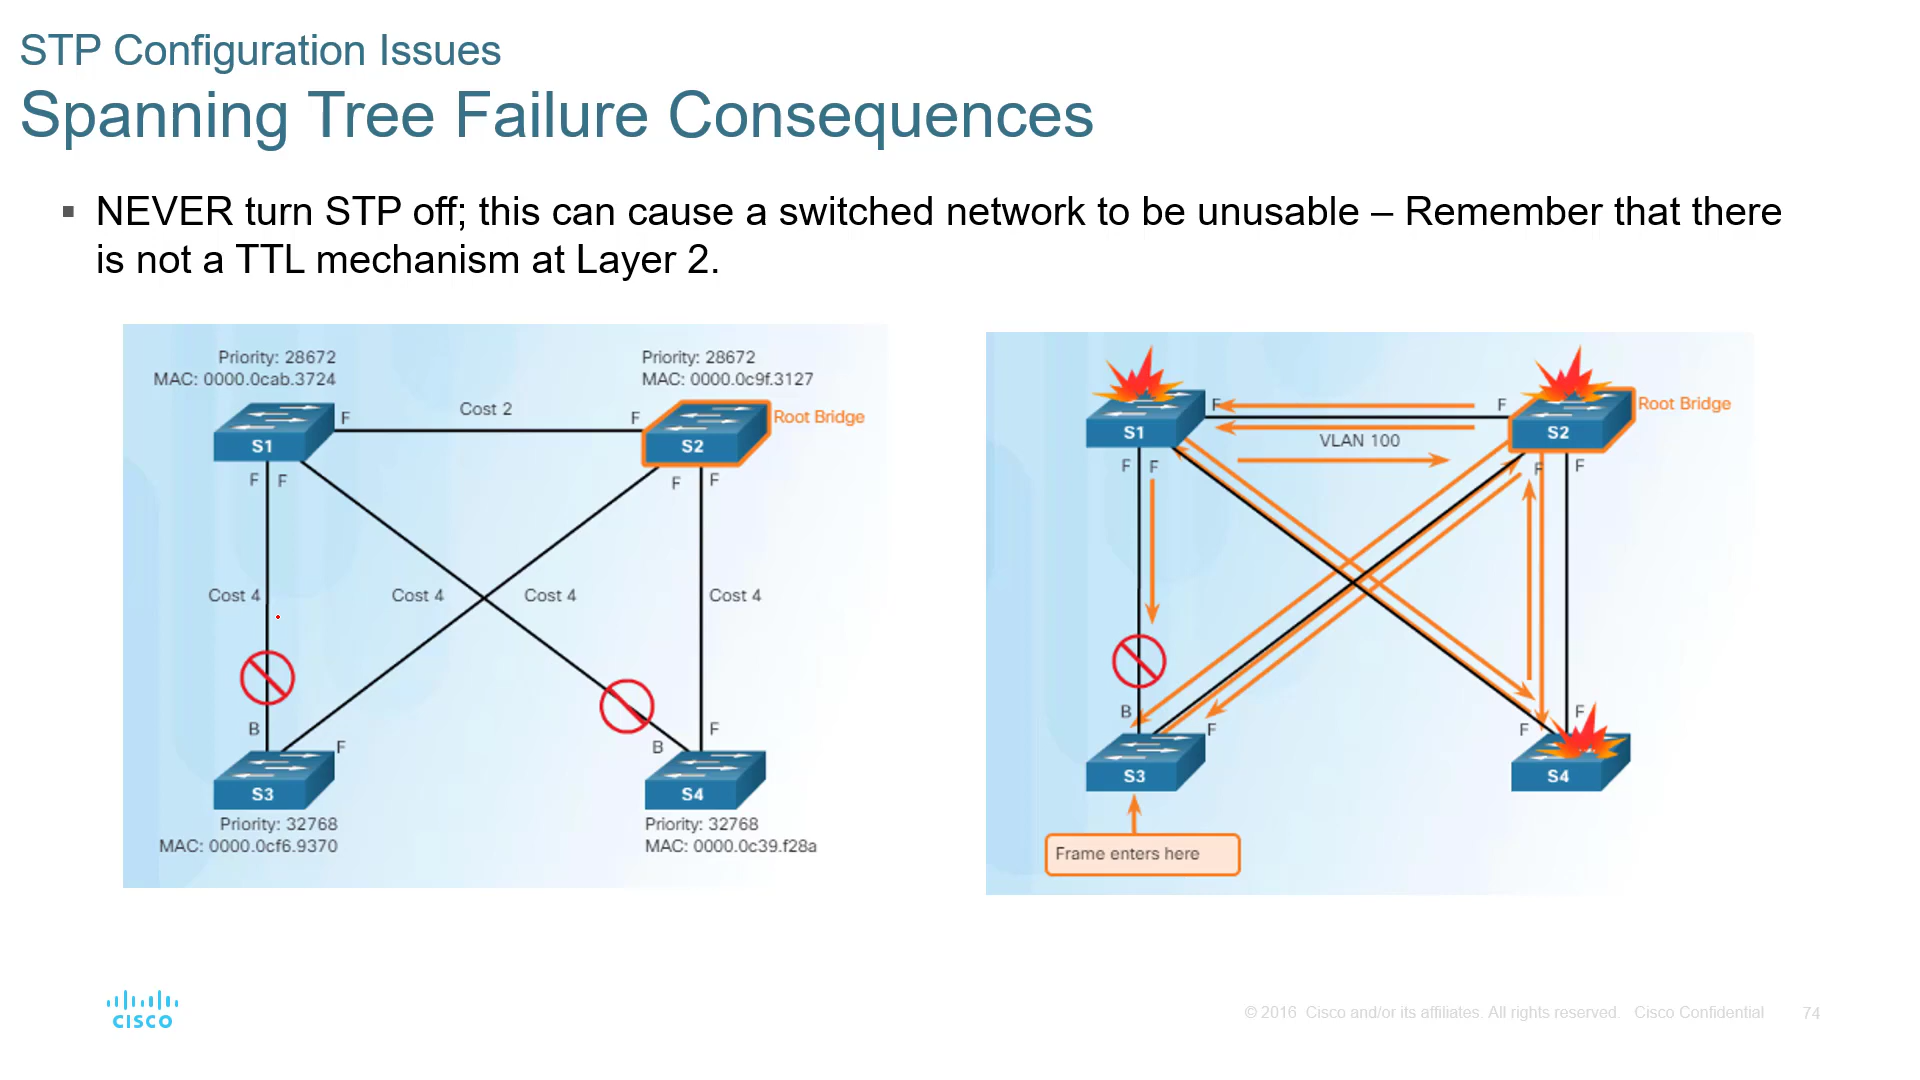 STP Configuration Issues
Spanning Tree Failure Consequences
▪ NEVER turn STP off; this can cause a switched network to be unusable – Remember that there
is not a TTL mechanism at Layer 2.
Priority: 28672
MAC: 0000.0cab.3724
Priority: 28672
MAC: 0000.0c9f.3127
F
Cost 2
F
Root Bridge
S1
S2
F F
F F
Cost 4
Cost 4
Cost 4
Cost 4
B
F
B
F
S3
S4
Priority: 32768
MAC: 0000.0cf6.9370
Priority: 32768
MAC: 0000.0c39.f28a
F
F
Root Bridge
S1
VLAN 100
S2
F F
F F
B
F
F
F
S3
S4
Frame enters here
CISCO
© 2016 Cisco and/or its affiliates. All rights reserved. Cisco Confidential 74